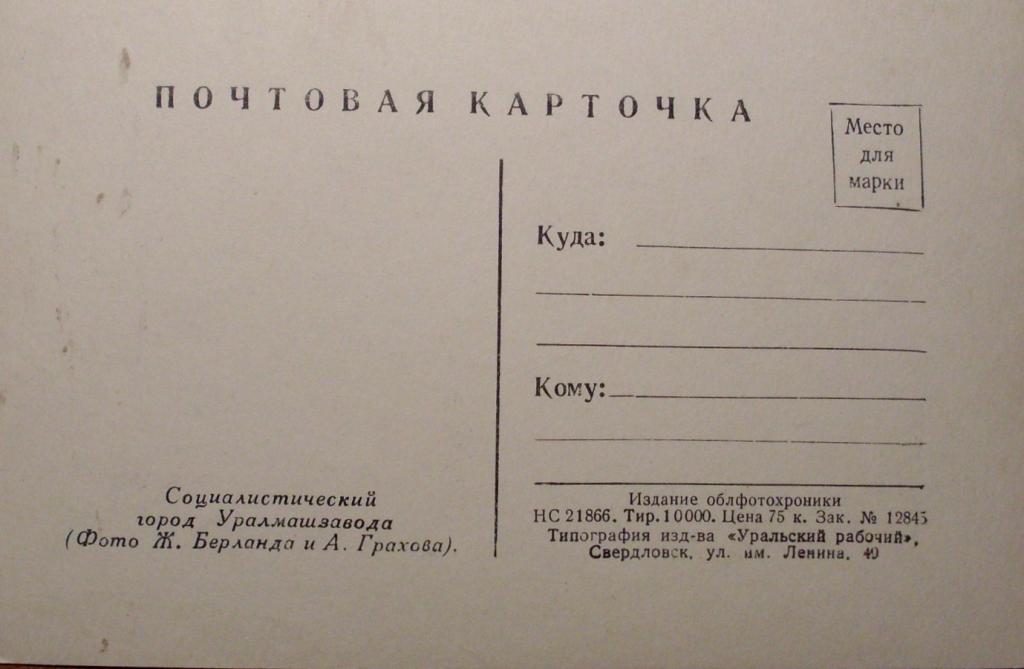 ПОЧТОВАЯ КАРТОЧКА
Место
для
марки
Куда:
Кому:
Социалистический
город Уралмашзавода
(Фото Ж. Берланда и А. Грахова).
Издание облфотохроники
НС 21866. Тир. 10000. Цена 75 к. Зак. № 12845
Типография изд-ва «Уральский рабочий»,
Свердловск, ул. им. Ленина, 49